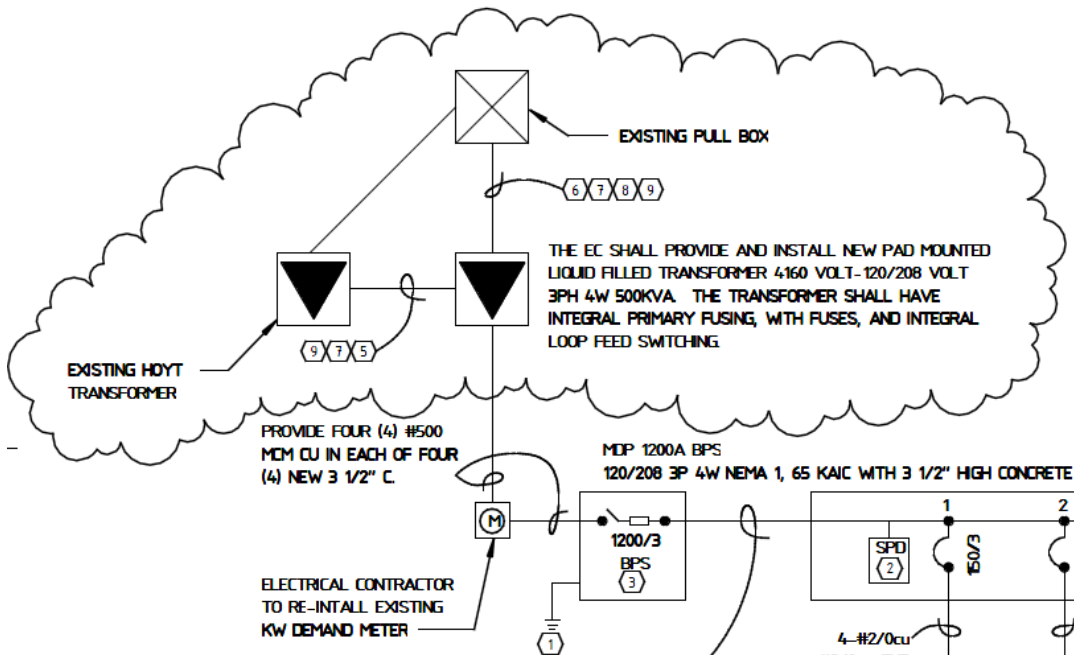 EXISTING PULL BOX
6 7 8 9
THE EC SHALL PROVIDE AND INSTALL NEW PAD MOUNTED
LIQUID FILLED TRANSFORMER 4160 VOLT-120/208 VOLT
3PH 4W 500KVA. THE TRANSFORMER SHALL HAVE
INTEGRAL PRIMARY FUSING, WITH FUSES, AND INTEGRAL
LOOP FEED SWITCHING.
9 7 5
EXISTING HOYT
TRANSFORMER
PROVIDE FOUR (4) #500
MCM CU IN EACH OF FOUR
(4) NEW 3 1/2" C.
MDP 1200A BPS
120/208 3P 4W NEMA 1, 65 KAIC WITH 3 1/2" HIGH CONCRETE
M
1200/3
BPS
3
1
SPD
2
1
150/3
2
ELECTRICAL CONTRACTOR
TO RE-INTALL EXISTING
KW DEMAND METER
4-#2/0cu